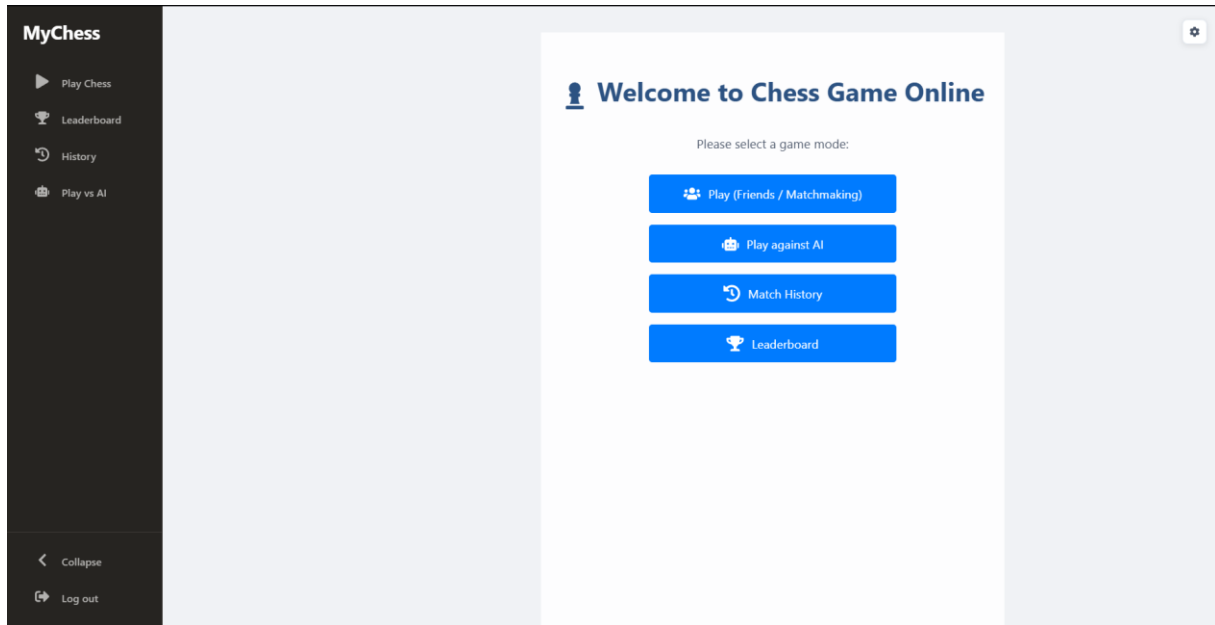 MyChess
Play Chess
Leaderboard
History
Play vs AI
Collapse
Log out
Welcome to Chess Game Online
Please select a game mode:
Play (Friends / Matchmaking)
Play against AI
Match History
Leaderboard